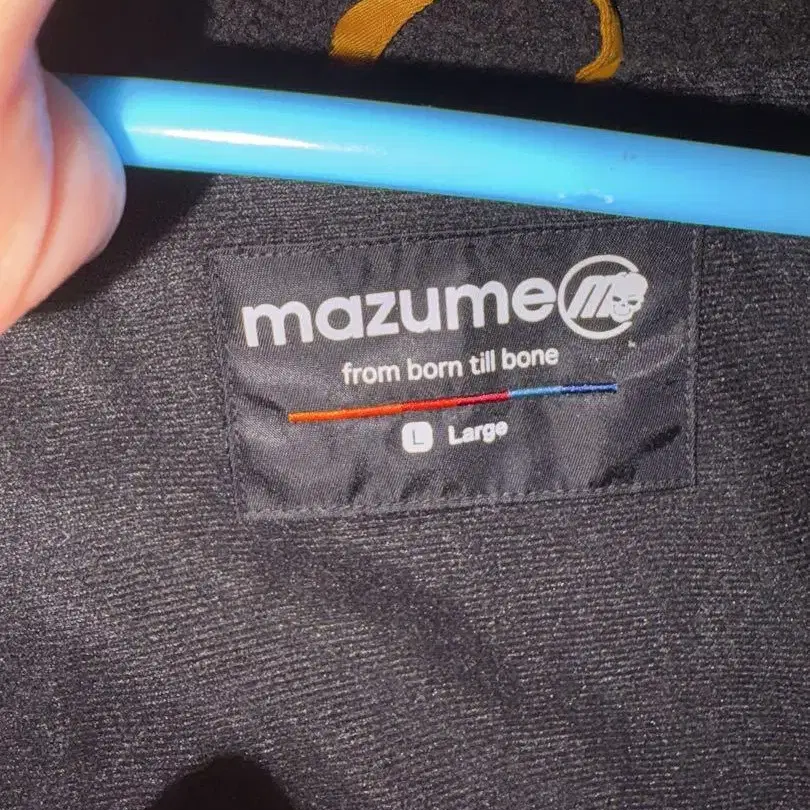 mazume
from born till bone
L Large